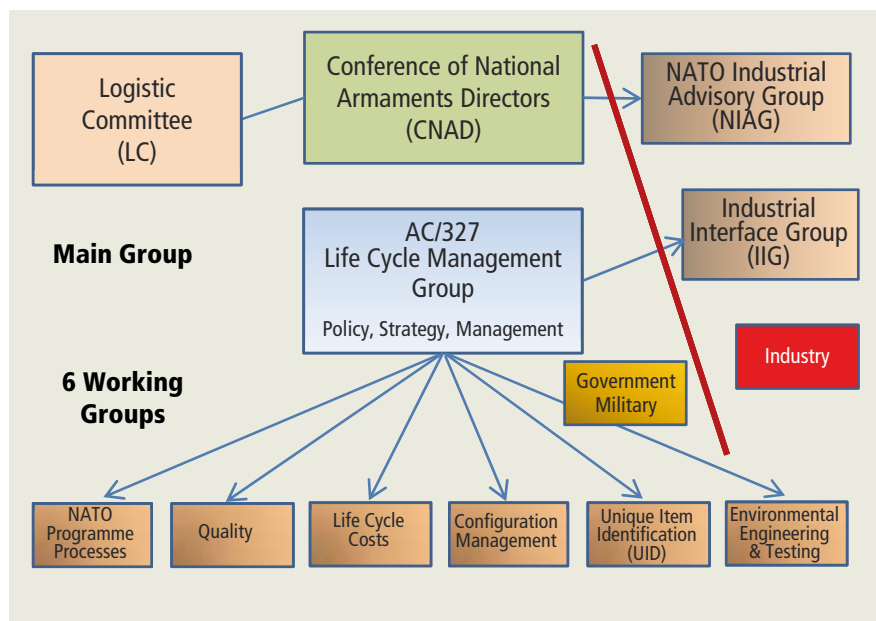 Logistic
Committee
(LC)
Conference of National
Armaments Directors
(CNAD)
NATO Industrial
Advisory Group
(NIAG)
Main Group
AC/327
Life Cycle Management
Group
Policy, Strategy, Management
Industrial
Interface Group
(IIG)
Industry
6 Working
Groups
Government
Military
NATO
Programme
Processes
Quality
Life Cycle
Costs
Configuration
Management
Unique Item
Identification
(UID)
Environmental
Engineering
& Testing